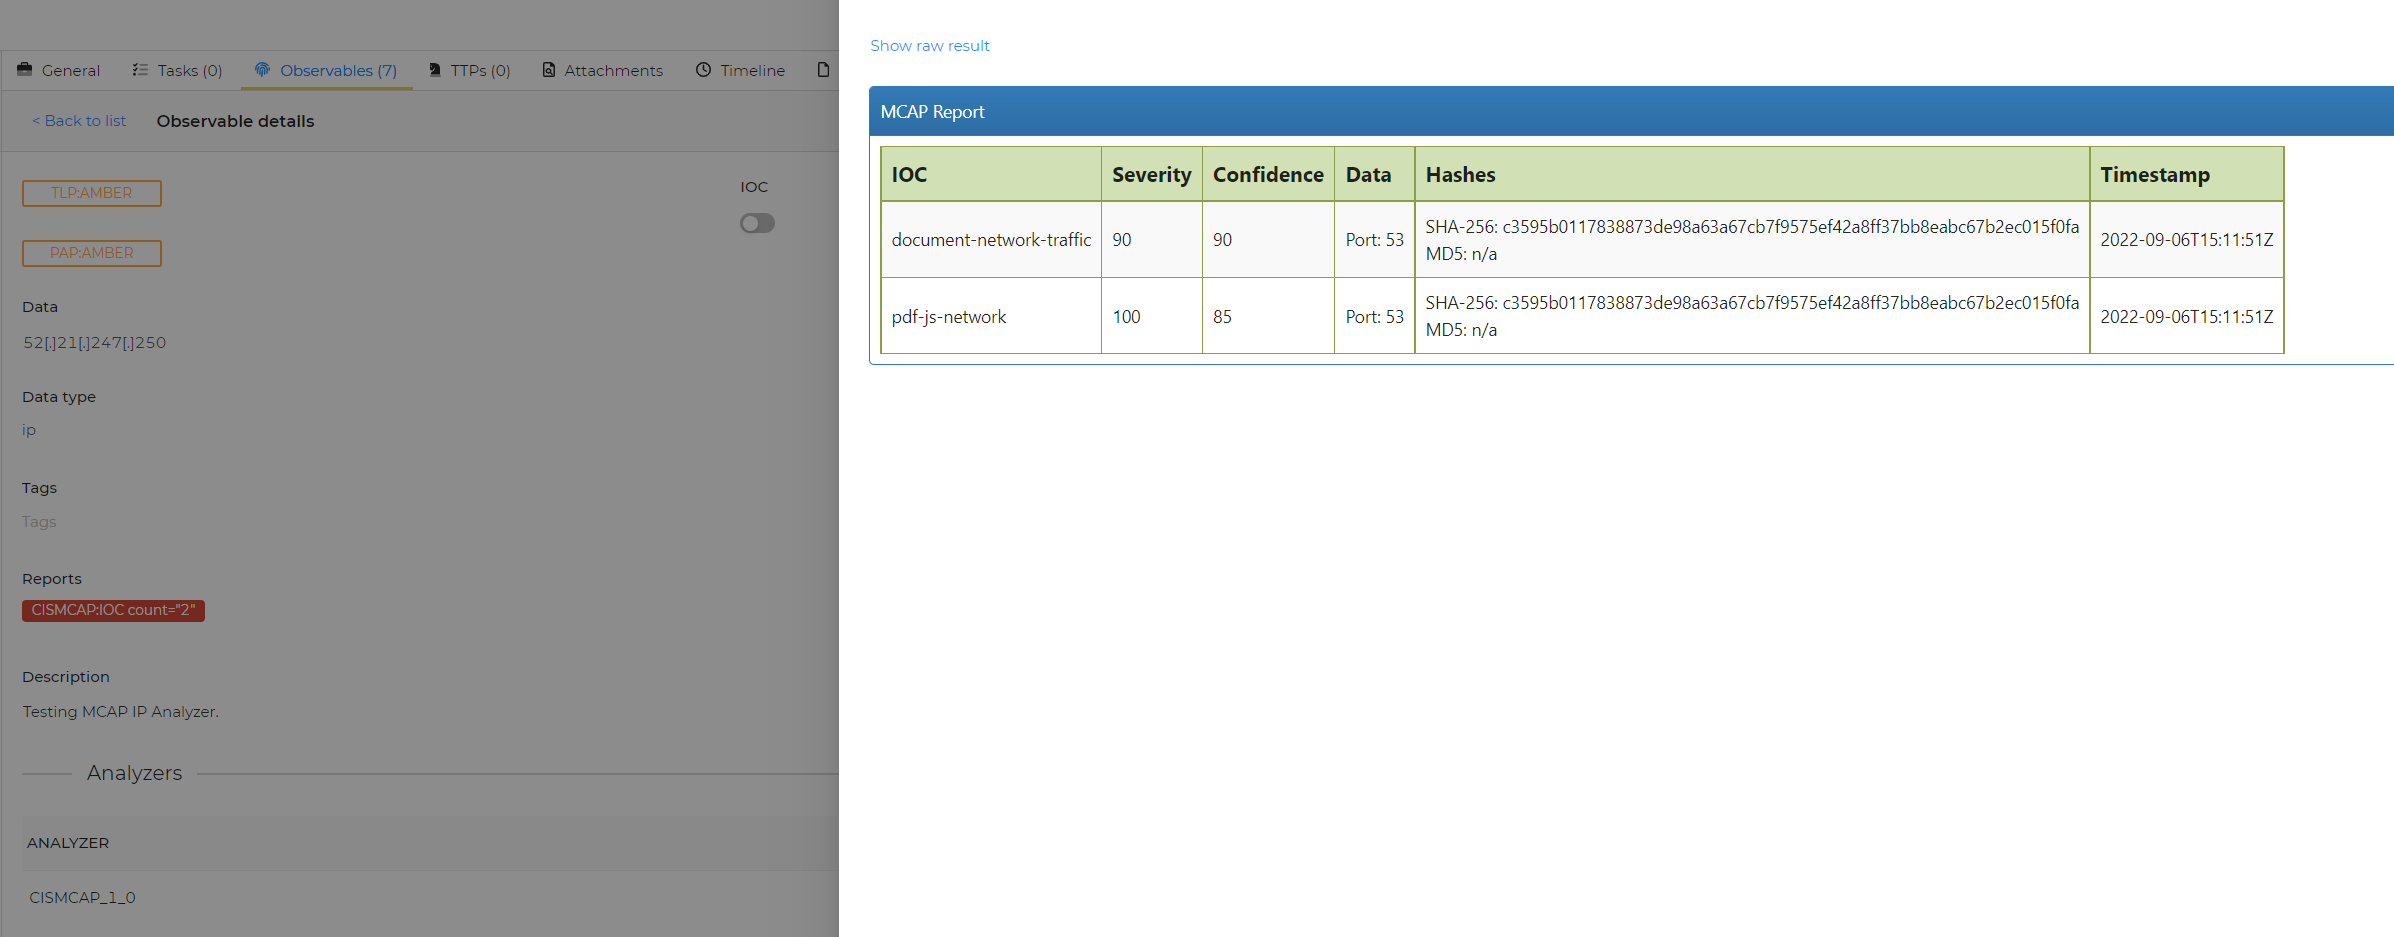 General Tasks (0) Observables (7) TTPs (0) Attachments Timeline
< Back to list Observable details
TLP:AMBER
IOC
PAP:AMBER
Data
52[.]21[.]247[.]250
Data type
ip
Tags
Tags
Reports
CISMCAP:IOC count="2"
Description
Testing MCAP IP Analyzer.
Analyzers
ANALYZER
CISMCAP_1_0
Show raw result
MCAP Report
IOC Severity Confidence Data Hashes Timestamp
document-network-traffic 90 90 Port: 53 SHA-256: c3595b0117838873de98a63a67cb7f9575ef42a8ff37bb8eabc67b2ec015f0fa 2022-09-06T15:11:51Z
MD5: n/a
pdf-js-network 100 85 Port: 53 SHA-256: c3595b0117838873de98a63a67cb7f9575ef42a8ff37bb8eabc67b2ec015f0fa 2022-09-06T15:11:51Z
MD5: n/a